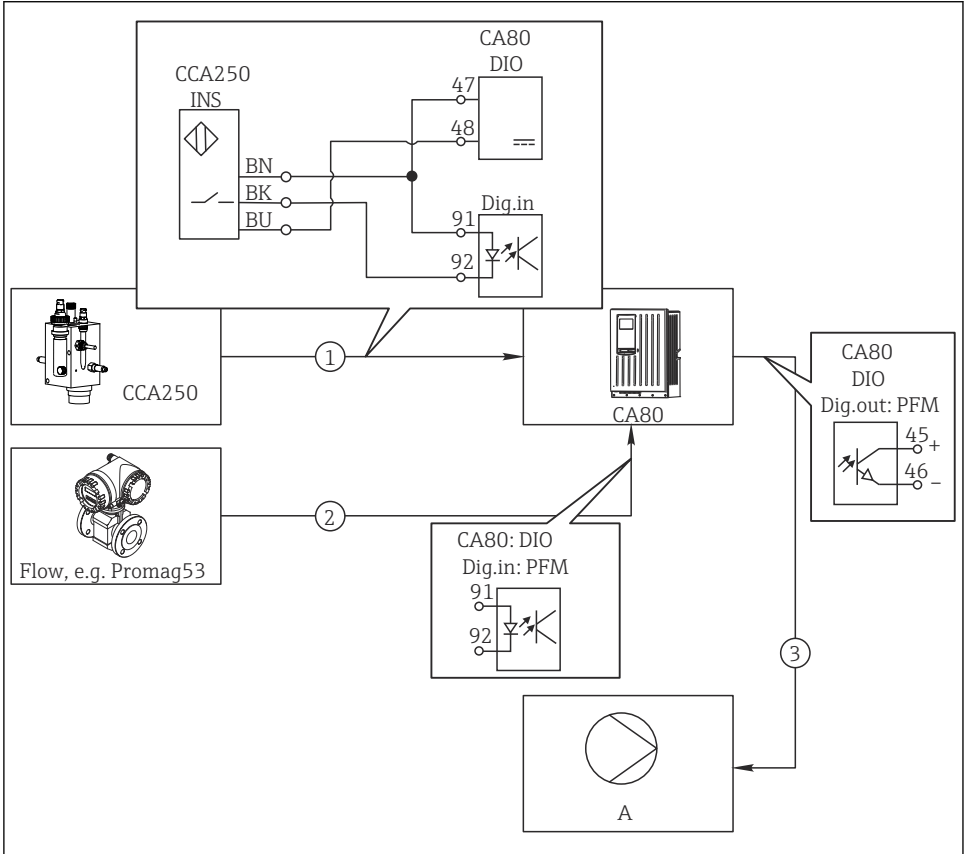 CCA250
INS
BN
BK
BU
CA80
DIO
47
48
Dig.in
91
92
CCA250
1
CA80
CA80
DIO
Dig.out: PFM
45
+
46
-
Flow, e.g. Promag53
2
CA80: DIO
Dig.in: PFM
91
92
3
A